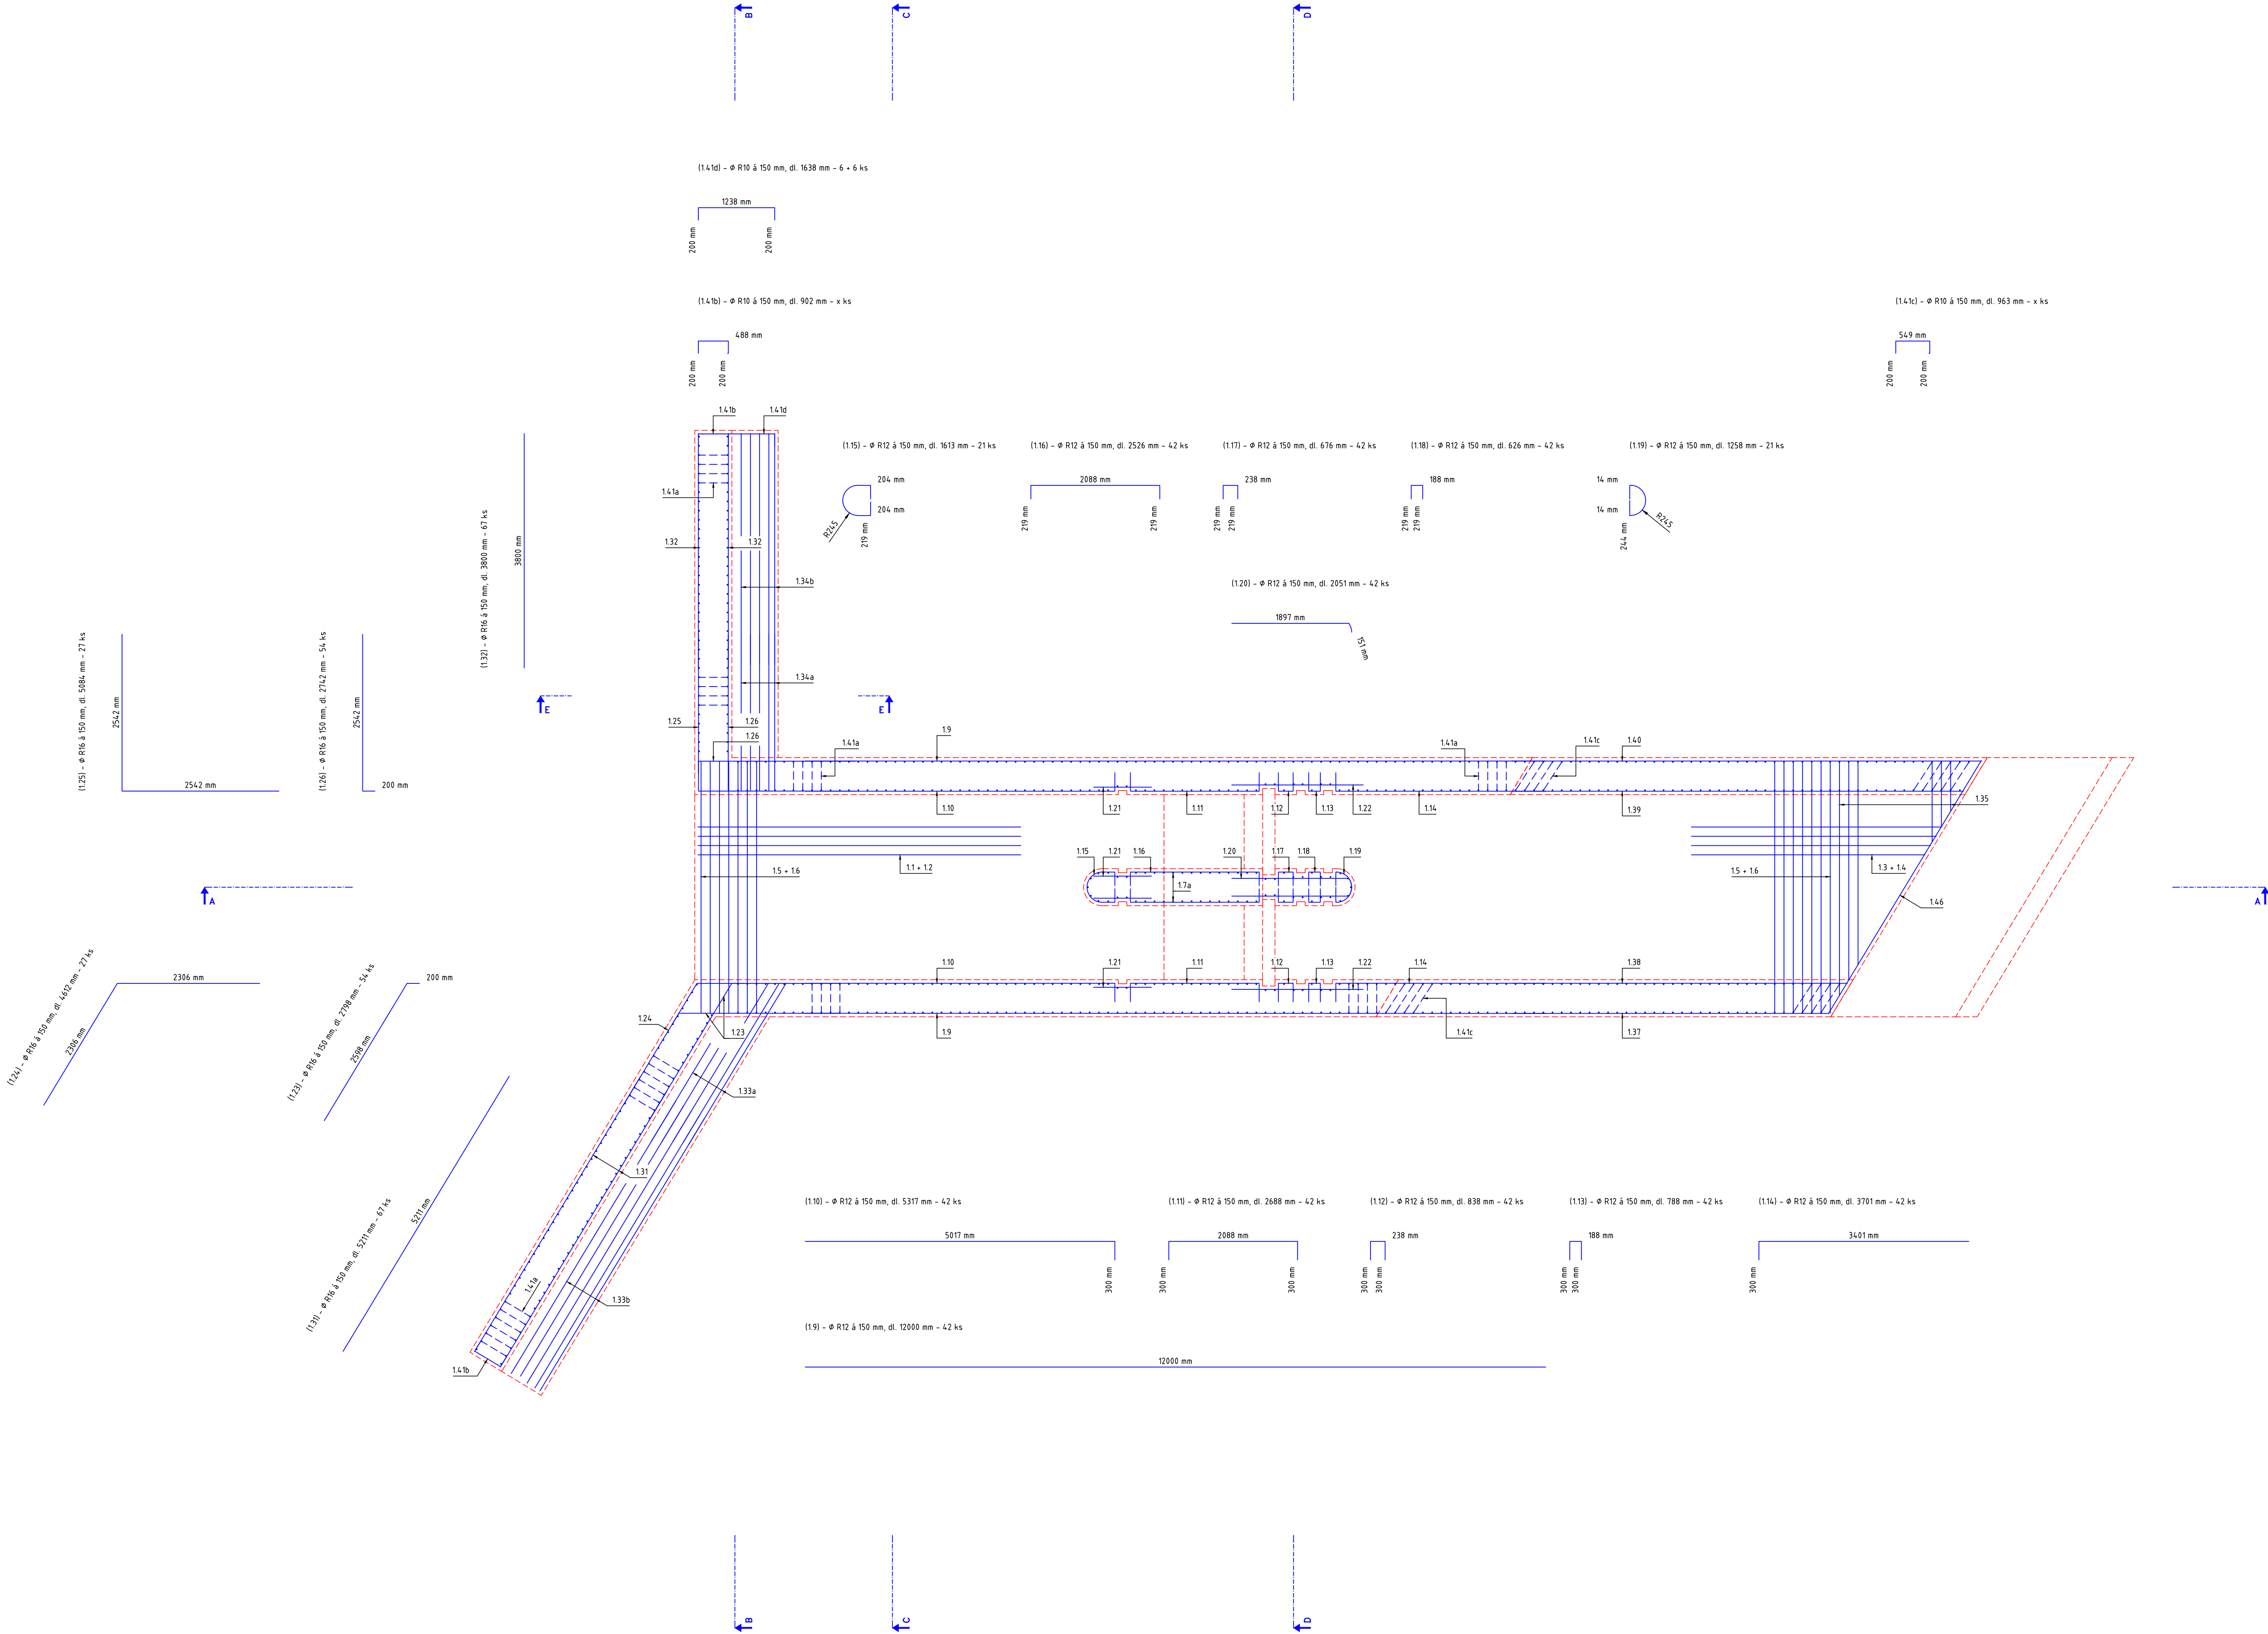 B
C
D
(1.41d) – Ø R10 á 150 mm, dl. 1638 mm – 6 + 6 ks
1238 mm
200 mm
200 mm
(1.41b) – Ø R10 á 150 mm, dl. 902 mm – x ks
488 mm
200 mm
200 mm
(1.41c) – Ø R10 á 150 mm, dl. 963 mm – x ks
549 mm
200 mm
200 mm
1.41b
1.41d
1.41a
1.32
1.32
1.34b
1.34a
1.25
1.26
1.26
(1.15) – Ø R12 á 150 mm, dl. 1613 mm – 21 ks
204 mm
204 mm
R245
219 mm
(1.16) – Ø R12 á 150 mm, dl. 2526 mm – 42 ks
2088 mm
219 mm
219 mm
(1.17) – Ø R12 á 150 mm, dl. 676 mm – 42 ks
238 mm
219 mm
219 mm
(1.18) – Ø R12 á 150 mm, dl. 626 mm – 42 ks
188 mm
219 mm
219 mm
(1.19) – Ø R12 á 150 mm, dl. 1258 mm – 21 ks
14 mm
14 mm
R245
244 mm
(1.20) – Ø R12 á 150 mm, dl. 2051 mm – 42 ks
1897 mm
151 mm
(1.32) – Ø R16 á 150 mm, dl. 3800 mm – 67 ks
3800 mm
(1.25) – Ø R16 á 150 mm, dl. 5084 mm – 27 ks
2542 mm
2542 mm
(1.26) – Ø R16 á 150 mm, dl. 2742 mm – 54 ks
2542 mm
200 mm
E
E
1.41a
1.9
1.41a
1.41c
1.40
1.10
1.21
1.11
1.12
1.13
1.22
1.14
1.39
1.35
1.1 + 1.2
1.5 + 1.6
1.15
1.21
1.16
1.20
1.17
1.18
1.19
1.7a
1.3 + 1.4
1.5 + 1.6
1.46
A
A
1.10
1.21
1.11
1.12
1.13
1.22
1.14
1.38
1.24
1.23
1.9
1.41c
1.37
(1.24) – Ø R16 á 150 mm, dl. 4612 mm – 27 ks
2306 mm
2306 mm
(1.23) – Ø R16 á 150 mm, dl. 2798 mm – 54 ks
200 mm
2598 mm
1.33a
1.31
1.33b
1.41a
1.41b
(1.31) – Ø R16 á 150 mm, dl. 5211 mm – 67 ks
5211 mm
(1.10) – Ø R12 á 150 mm, dl. 5317 mm – 42 ks
5017 mm
300 mm
(1.11) – Ø R12 á 150 mm, dl. 2688 mm – 42 ks
2088 mm
300 mm
300 mm
(1.12) – Ø R12 á 150 mm, dl. 838 mm – 42 ks
238 mm
300 mm
300 mm
(1.13) – Ø R12 á 150 mm, dl. 788 mm – 42 ks
188 mm
300 mm
300 mm
(1.14) – Ø R12 á 150 mm, dl. 3701 mm – 42 ks
3401 mm
300 mm
(1.9) – Ø R12 á 150 mm, dl. 12000 mm – 42 ks
12000 mm
B
C
D